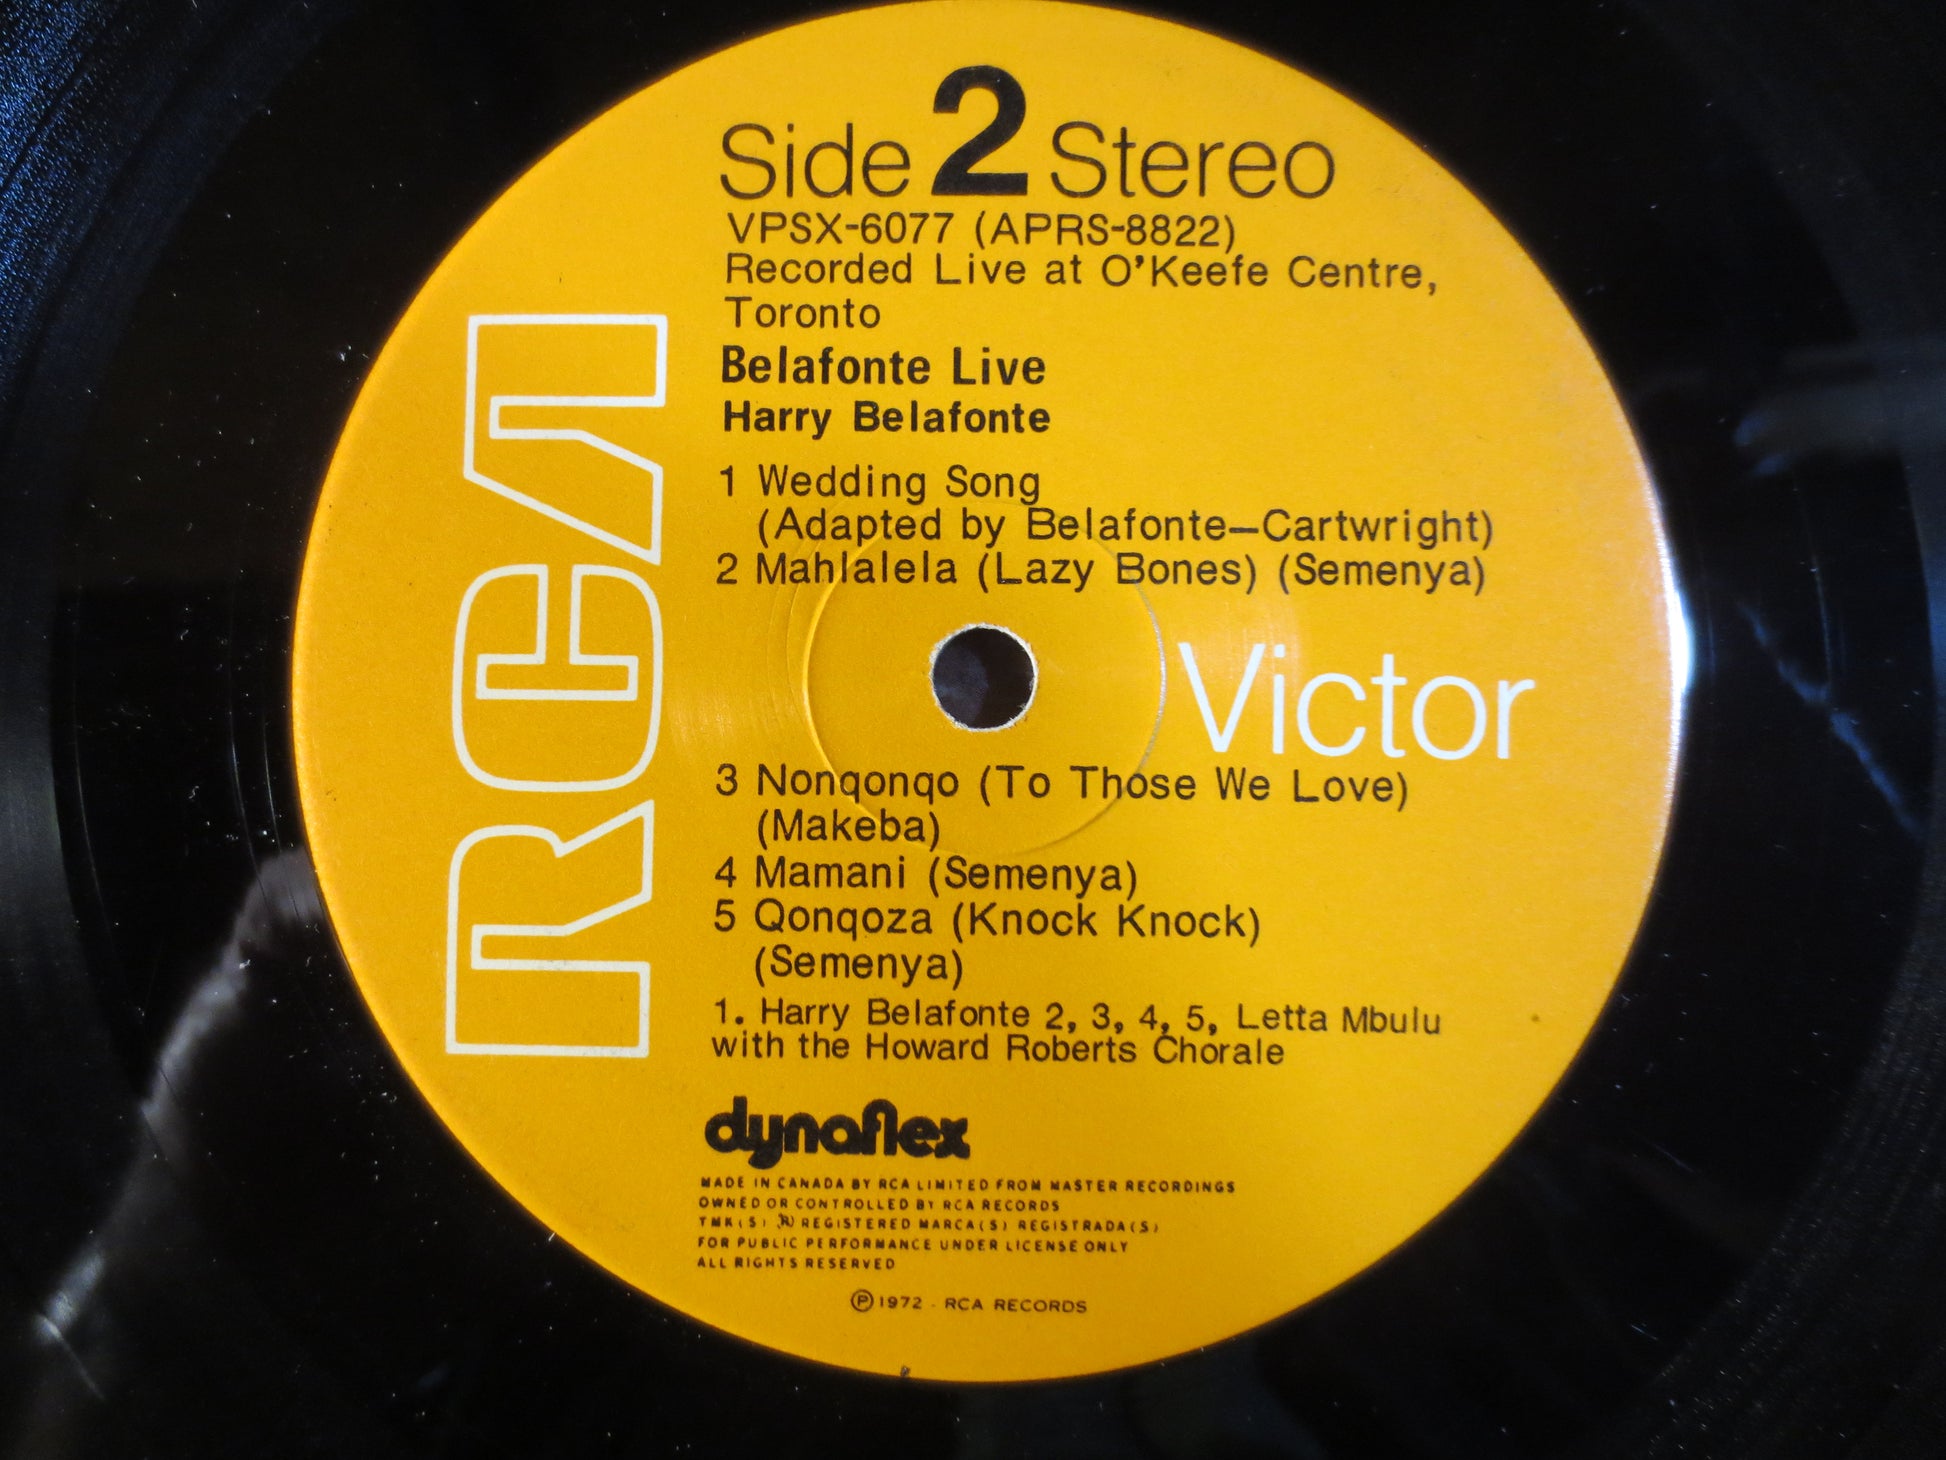 Side 2 Stereo
VPSX-6077 (APRS-8822)
Recorded Live at O'Keefe Centre,
Toronto
Belafonte Live
Harry Belafonte
1 Wedding Song
(Adapted by Belafonte—Cartwright)
2 Mahlalela (Lazy Bones) (Semenya)
RCA
Victor
3 Nonqonqo (To Those We Love)
(Makeba)
4 Mamani (Semenya)
5 Qonqoza (Knock Knock)
(Semenya)
1. Harry Belafonte 2, 3, 4, 5, Letta Mbulu
with the Howard Roberts Chorale
dynaflex
MADE IN CANADA BY RCA LIMITED FROM MASTER RECORDINGS
OWNED OR CONTROLLED BY RCA RECORDS
TMK(S) ® REGISTERED MARCA(S) REGISTRADA(S)
FOR PUBLIC PERFORMANCE UNDER LICENSE ONLY
ALL RIGHTS RESERVED
℗ 1972 - RCA RECORDS